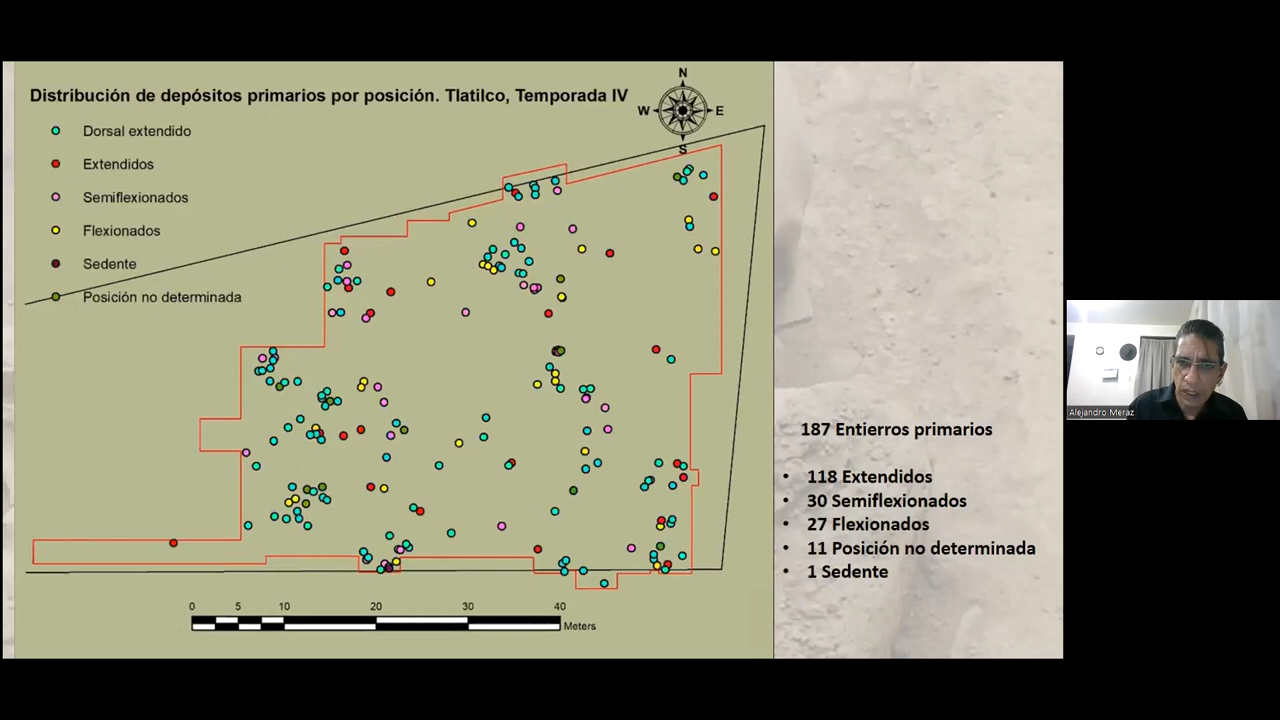 Distribución de depósitos primarios por posición. Tlatilco, Temporada IV
N
W E
S
Dorsal extendido
Extendidos
Semiflexionados
Flexionados
Sedente
Posición no determinada
0 5 10 20 30 40
Meters
187 Entierros primarios
• 118 Extendidos
• 30 Semiflexionados
• 27 Flexionados
• 11 Posición no determinada
• 1 Sedente
Alejandro Meraz